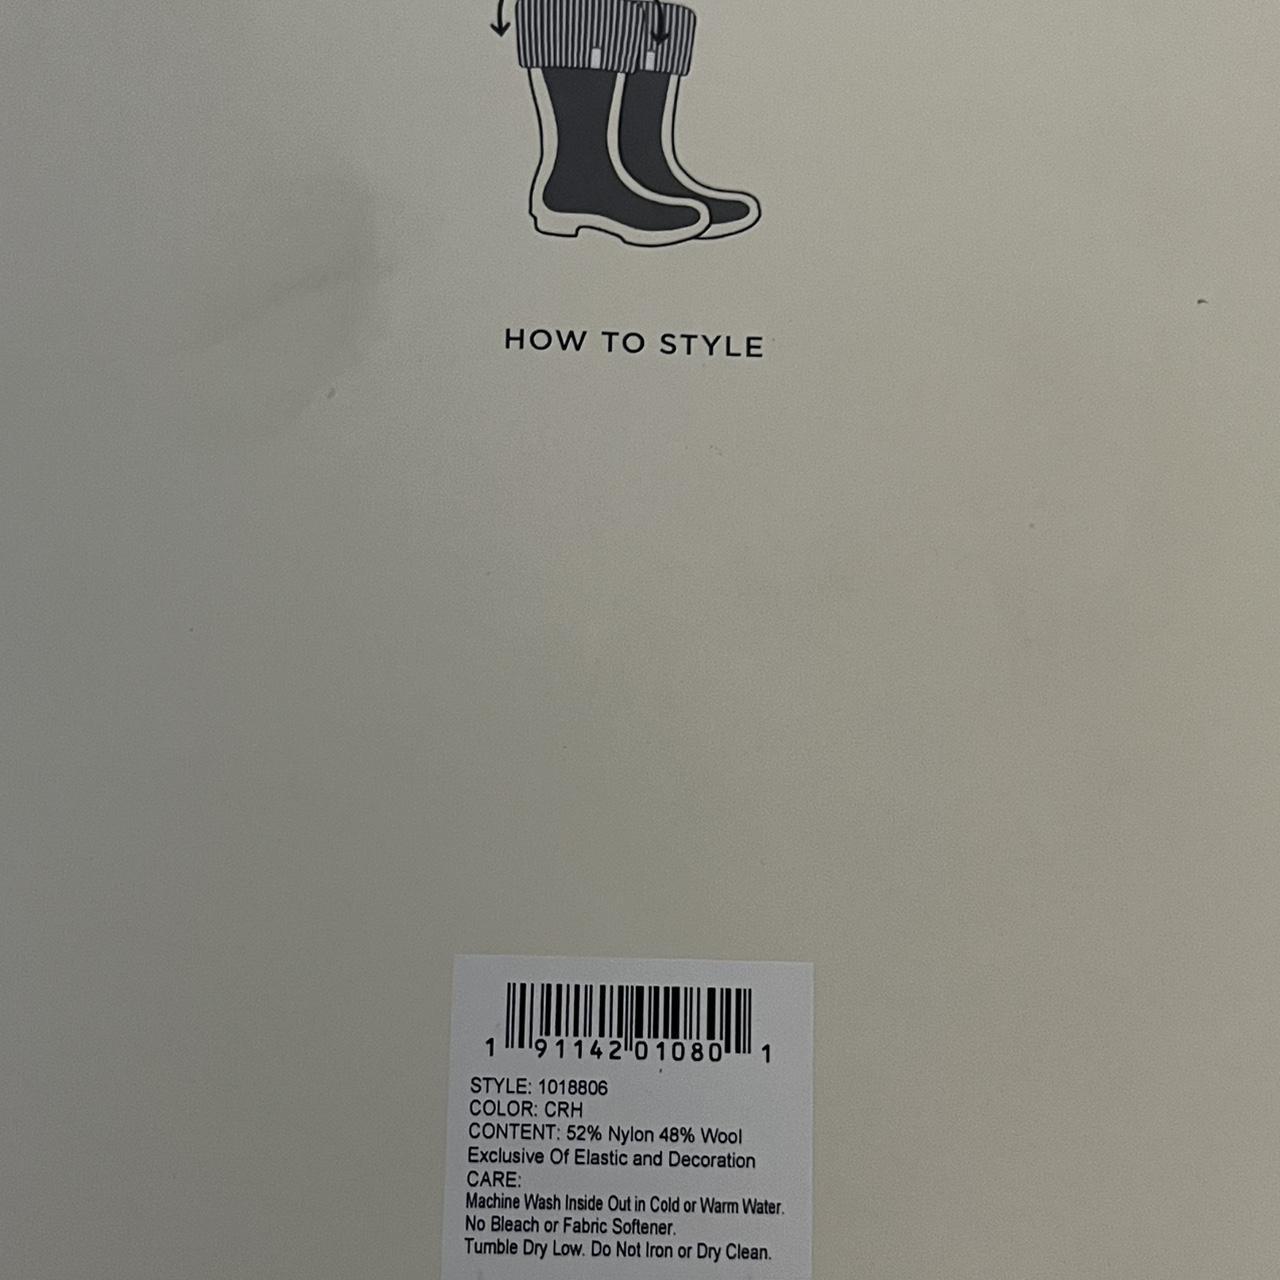 HOW TO STYLE
1 91142 01080 1
STYLE: 1018806
COLOR: CRH
CONTENT: 52% Nylon 48% Wool
Exclusive Of Elastic and Decoration
CARE:
Machine Wash Inside Out in Cold or Warm Water.
No Bleach or Fabric Softener.
Tumble Dry Low. Do Not Iron or Dry Clean.